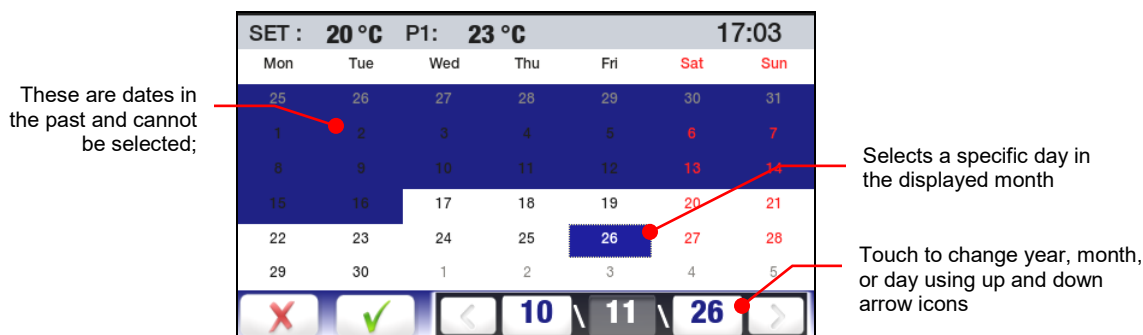 SET : 20 °C P1: 23 °C 17:03
Mon Tue Wed Thu Fri Sat Sun
25 26 27 28 29 30 31
1 2 3 4 5 6 7
8 9 10 11 12 13 14
15 16 17 18 19 20 21
22 23 24 25 26 27 28
29 30 1 2 3 4 5
10 \ 11 \ 26
These are dates in
the past and cannot
be selected;
Selects a specific day in
the displayed month
Touch to change year, month,
or day using up and down
arrow icons